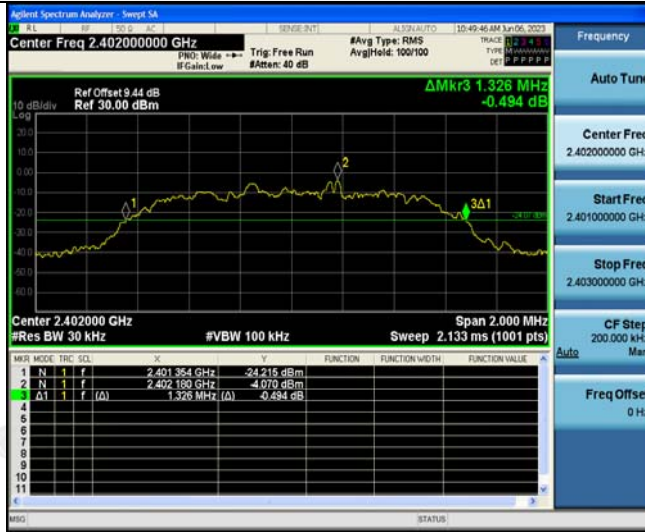 Agilent Spectrum Analyzer - Swept SA
RL RF 50 Ω AC SENSE:INT ALIGN AUTO 10:49:46 AM Jun 06, 2023
Center Freq 2.402000000 GHz
#Avg Type: RMS
TRACE 1 2 3 4 5
PNO: Wide Trig: Free Run Avg|Hold: 100/100 TYPE
IFGain:Low #Atten: 40 dB DET P P P P P P
ΔMkr3 1.326 MHz
-0.494 dB
Ref Offset 9.44 dB
10 dB/div Ref 30.00 dBm
Log
20.0
10.0
0.00
-10.0
-20.0
-30.0
-40.0
-50.0
-60.0
1
2
3Δ1
-24.07 dBm
Center 2.402000 GHz Span 2.000 MHz
#Res BW 30 kHz #VBW 100 kHz Sweep 2.133 ms (1001 pts)
MKR MODE TRC SCL X Y FUNCTION FUNCTION WIDTH FUNCTION VALUE
1 N 1 f 2.401 354 GHz -24.215 dBm
2 N 1 f 2.402 180 GHz -4.070 dBm
3 Δ1 1 f (Δ) 1.326 MHz (Δ) -0.494 dB
4
5
6
7
8
9
10
11
MSG STATUS
Frequency
Auto Tune
Center Freq
2.402000000 GHz
Start Freq
2.401000000 GHz
Stop Freq
2.403000000 GHz
CF Step
200.000 kHz
Auto Man
Freq Offset
0 Hz